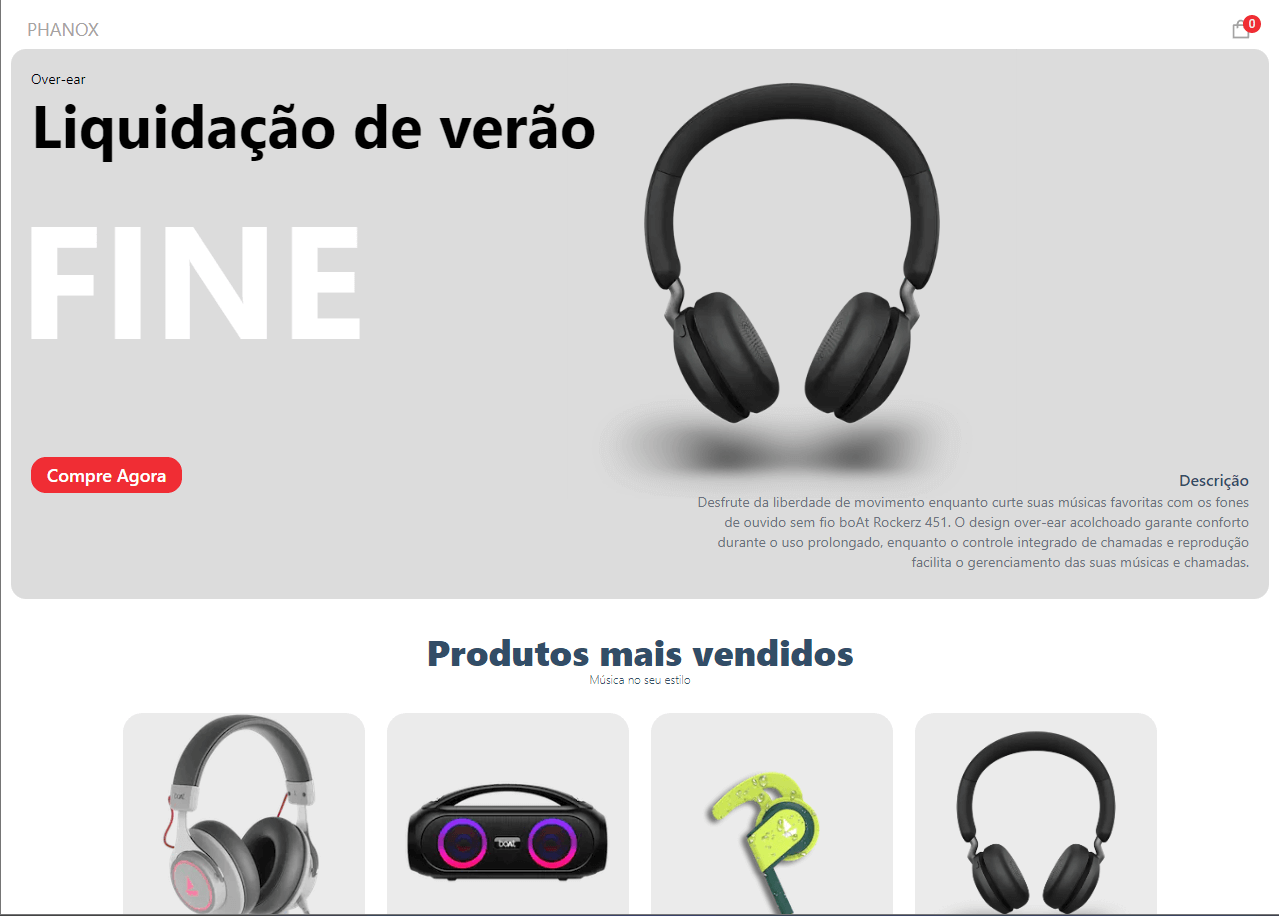 PHANOX
0
Over-ear
Liquidação de verão
FINE
Compre Agora
Descrição
Desfrute da liberdade de movimento enquanto curte suas músicas favoritas com os fones
de ouvido sem fio boAt Rockerz 451. O design over-ear acolchoado garante conforto
durante o uso prolongado, enquanto o controle integrado de chamadas e reprodução
facilita o gerenciamento das suas músicas e chamadas.
Produtos mais vendidos
Música no seu estilo